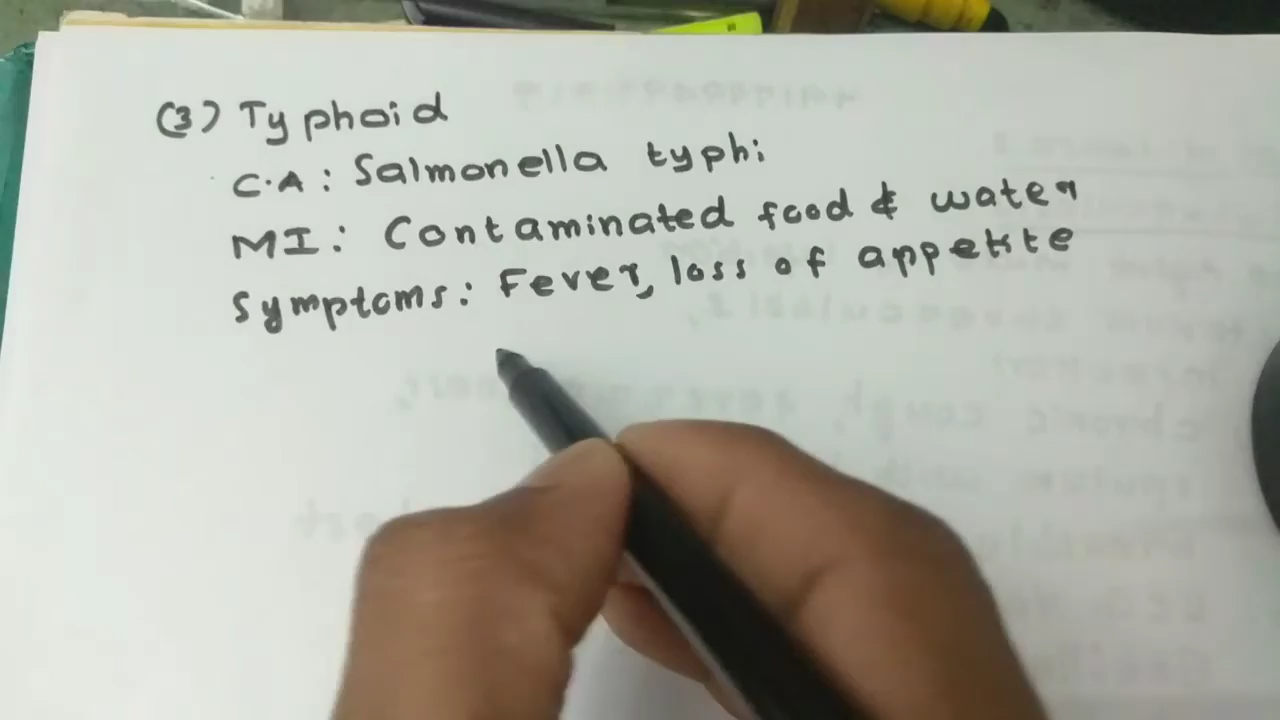 (3) Typhoid
C.A: Salmonella typhi
MI: Contaminated food & water
Symptoms: Fever, loss of appetite